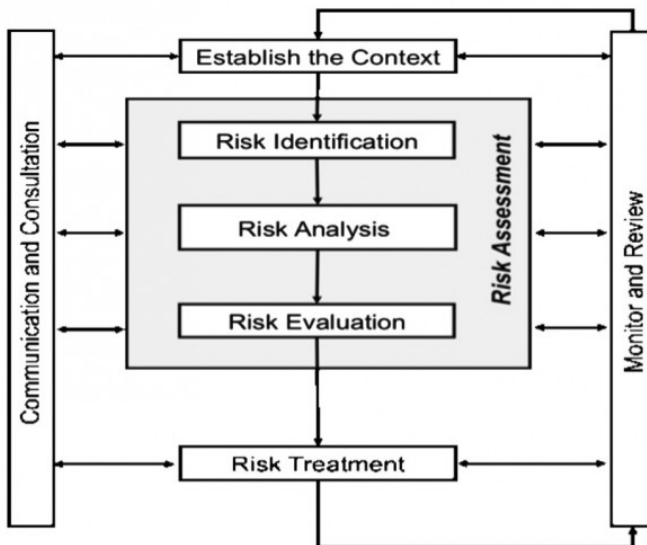 Establish the Context
Communication and Consultation
Risk Identification
Risk Analysis
Risk Evaluation
Risk Assessment
Monitor and Review
Risk Treatment